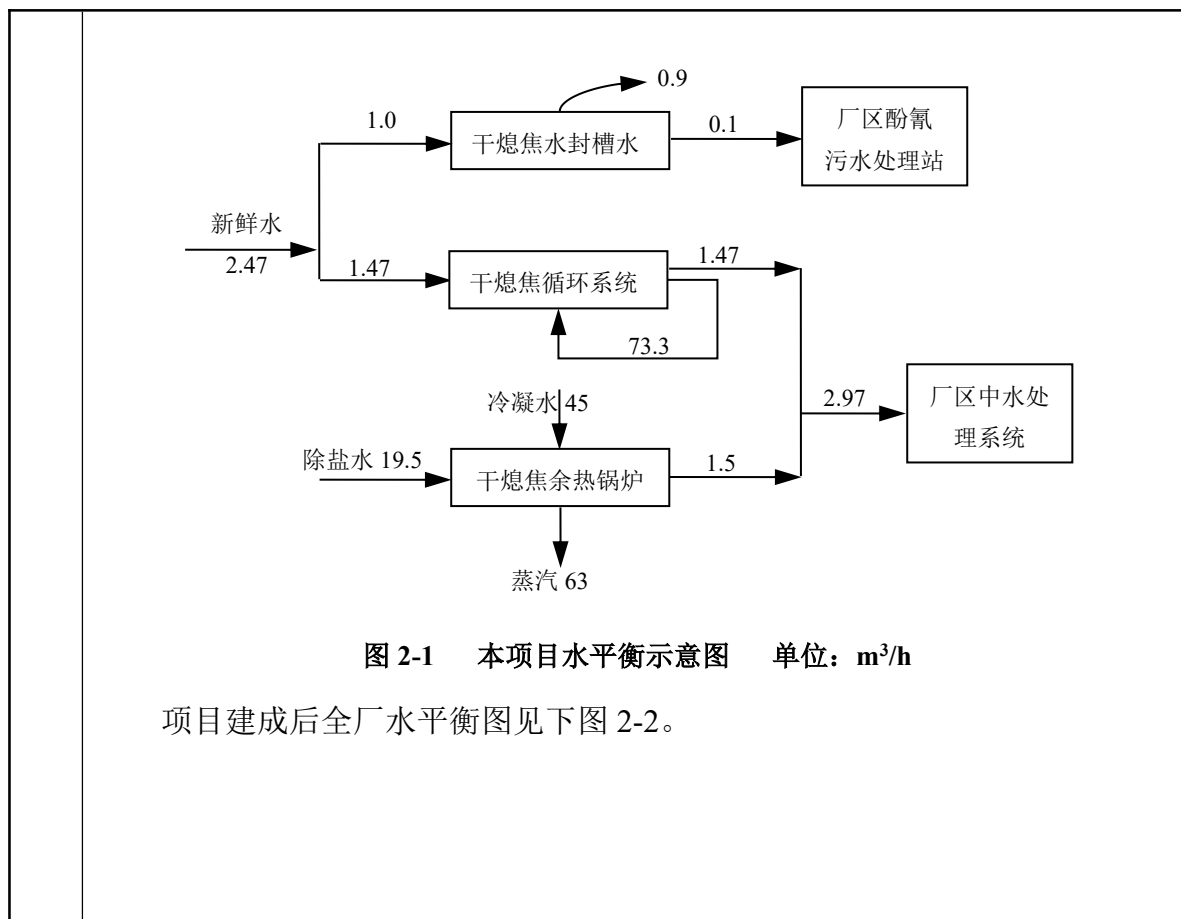 0.9
1.0
干熄焦水封槽水
0.1
厂区酚氰
污水处理站
新鲜水
2.47
1.47
干熄焦循环系统
1.47
73.3
冷凝水 45
2.97
厂区中水处
理系统
除盐水 19.5
干熄焦余热锅炉
1.5
蒸汽 63
图 2-1 本项目水平衡示意图 单位：m³/h
项目建成后全厂水平衡图见下图 2-2。